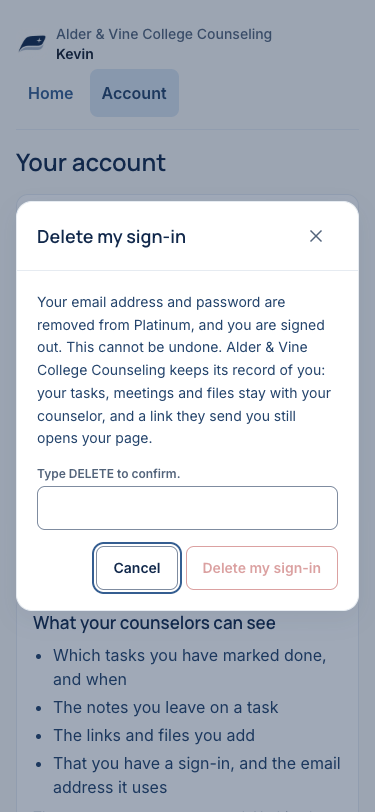 Alder & Vine College Counseling
Kevin
Home
Account
Your account
Delete my sign-in
Your email address and password are
removed from Platinum, and you are signed
out. This cannot be undone. Alder & Vine
College Counseling keeps its record of you:
your tasks, meetings and files stay with your
counselor, and a link they send you still
opens your page.
Type DELETE to confirm.
Cancel
Delete my sign-in
What your counselors can see
• Which tasks you have marked done,
and when
• The notes you leave on a task
• The links and files you add
• That you have a sign-in, and the email
address it uses